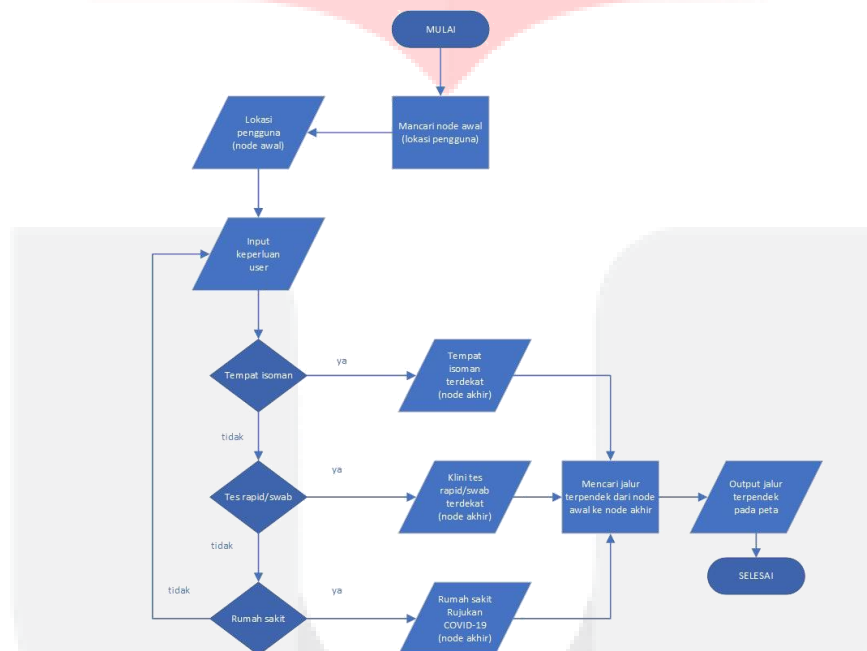 MULAI
Mancari node awal
(lokasi pengguna)
Lokasi
pengguna
(node awal)
Input
keperluan
user
Tempat isoman
ya
Tempat
isoman
terdekat
(node akhir)
tidak
Tes rapid/swab
ya
Klini tes
rapid/swab
terdekat
(node akhir)
Mencari jalur
terpendek dari node
awal ke node akhir
Output jalur
terpendek
pada peta
tidak
SELESAI
tidak
Rumah sakit
ya
Rumah sakit
Rujukan
COVID-19
(node akhir)